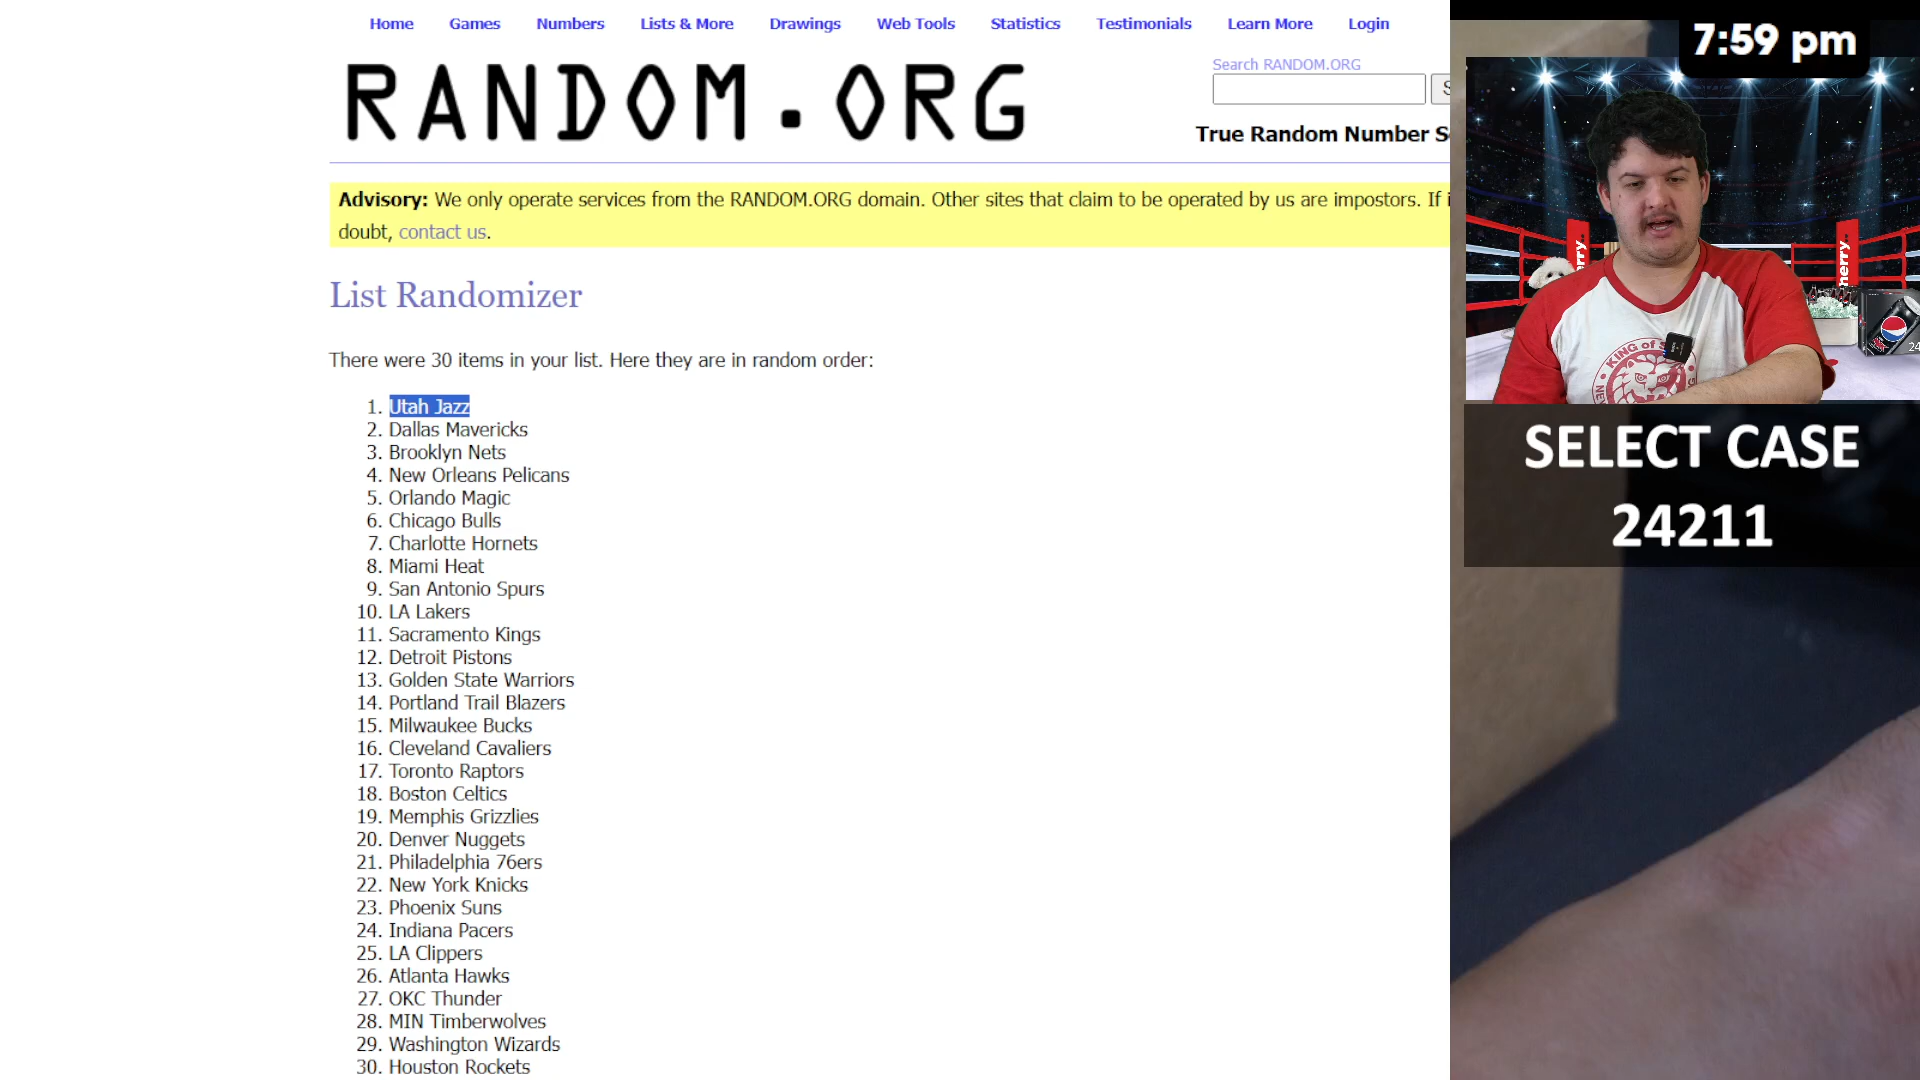 Home Games Numbers Lists & More Drawings Web Tools Statistics Testimonials Learn More Login
RANDOM.ORG
Search RANDOM.ORG
S
True Random Number S
Advisory: We only operate services from the RANDOM.ORG domain. Other sites that claim to be operated by us are impostors. If i
doubt, contact us.
List Randomizer
There were 30 items in your list. Here they are in random order:
1. Utah Jazz
2. Dallas Mavericks
3. Brooklyn Nets
4. New Orleans Pelicans
5. Orlando Magic
6. Chicago Bulls
7. Charlotte Hornets
8. Miami Heat
9. San Antonio Spurs
10. LA Lakers
11. Sacramento Kings
12. Detroit Pistons
13. Golden State Warriors
14. Portland Trail Blazers
15. Milwaukee Bucks
16. Cleveland Cavaliers
17. Toronto Raptors
18. Boston Celtics
19. Memphis Grizzlies
20. Denver Nuggets
21. Philadelphia 76ers
22. New York Knicks
23. Phoenix Suns
24. Indiana Pacers
25. LA Clippers
26. Atlanta Hawks
27. OKC Thunder
28. MIN Timberwolves
29. Washington Wizards
30. Houston Rockets
7:59 pm
erry
herry
KING of S
24
SELECT CASE
24211